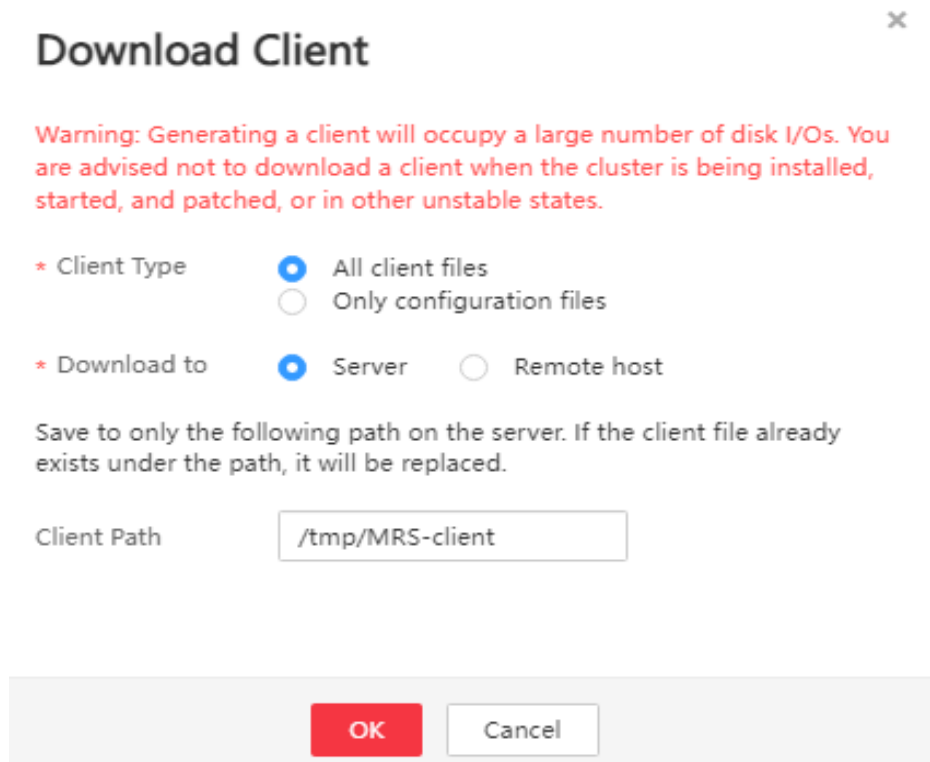 Download Client
Warning: Generating a client will occupy a large number of disk I/Os. You
are advised not to download a client when the cluster is being installed,
started, and patched, or in other unstable states.
* Client Type All client files
Only configuration files
* Download to Server Remote host
Save to only the following path on the server. If the client file already
exists under the path, it will be replaced.
Client Path /tmp/MRS-client
OK Cancel